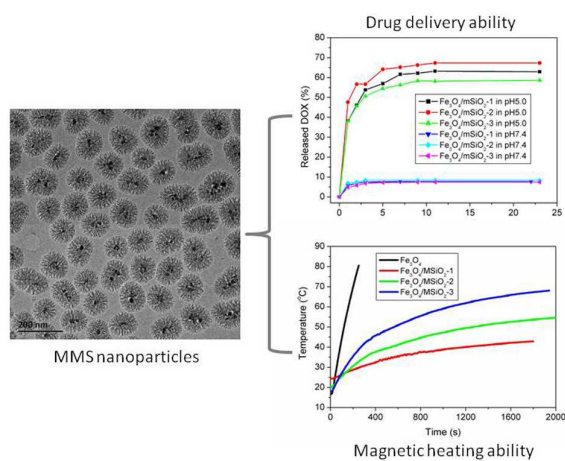 Drug delivery ability
80
70
60
50
40
30
20
10
0
Released DOX (%)
Fe3O4/mSiO2-1 in pH5.0
Fe3O4/mSiO2-2 in pH5.0
Fe3O4/mSiO2-3 in pH5.0
Fe3O4/mSiO2-1 in pH7.4
Fe3O4/mSiO2-2 in pH7.4
Fe3O4/mSiO2-3 in pH7.4
0 5 10 15 20 25
200 nm
MMS nanoparticles
90
80
70
60
50
40
30
20
10
Temperature (°C)
Fe3O4
Fe3O4/MSiO2-1
Fe3O4/MSiO2-2
Fe3O4/MSiO2-3
0 400 800 1200 1600 2000
Time (s)
Magnetic heating ability